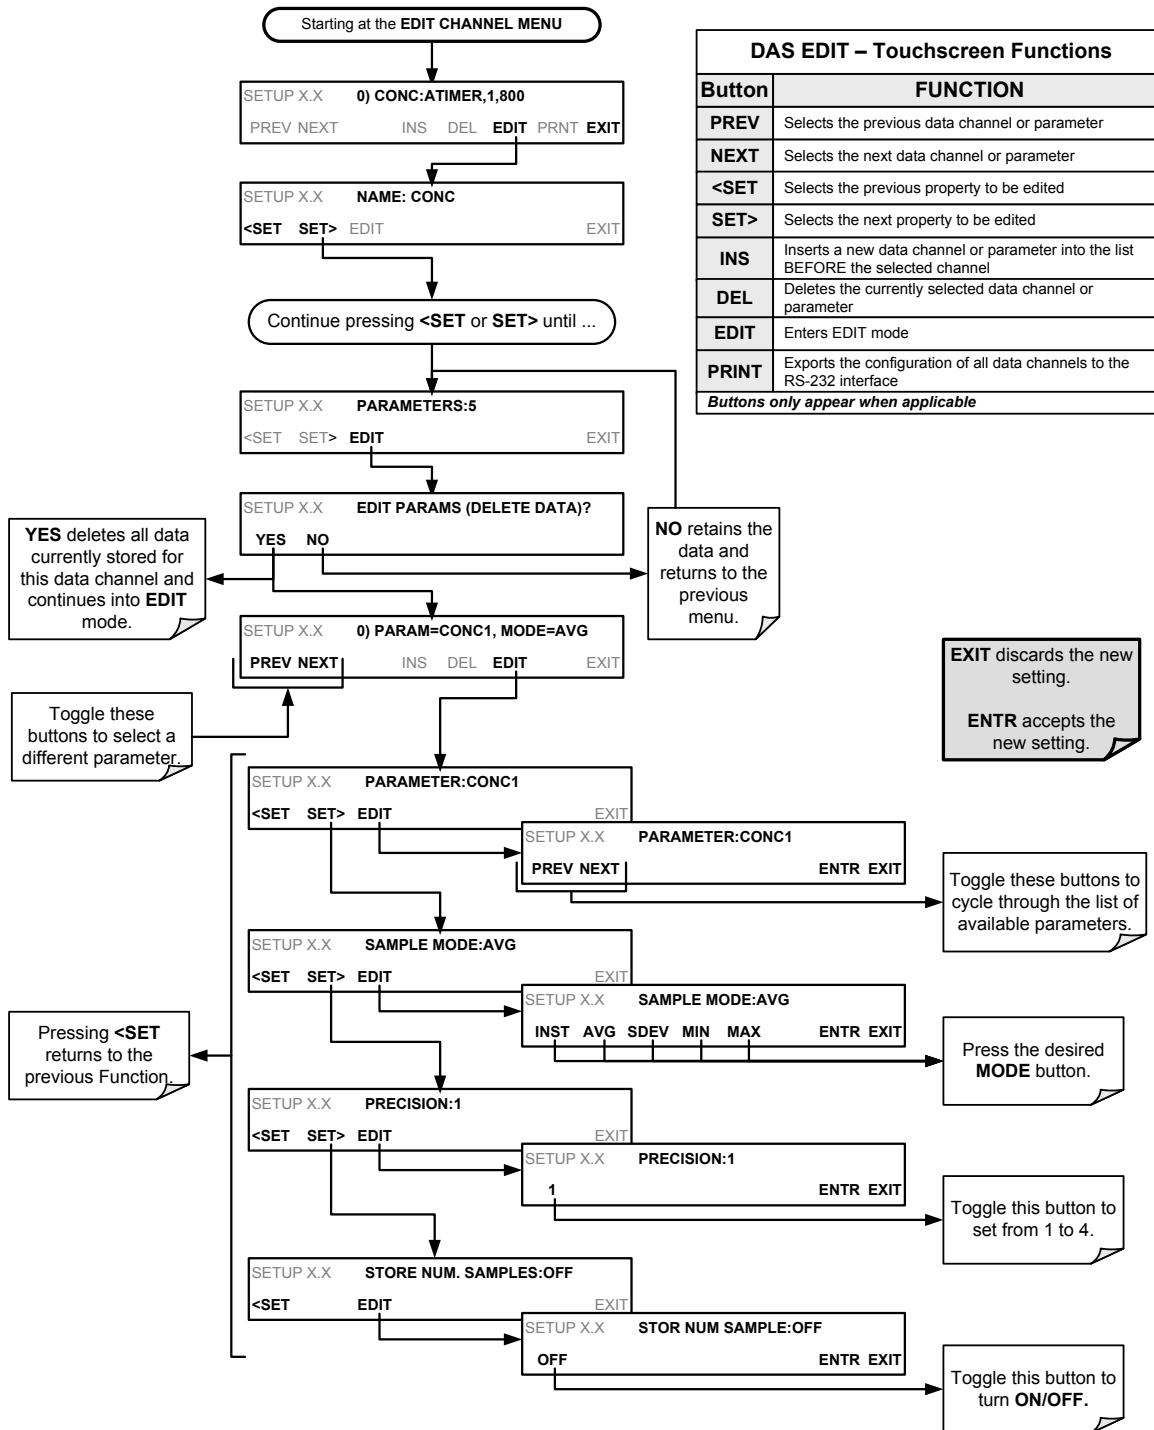 Starting at the EDIT CHANNEL MENU
SETUP X.X 0) CONC:ATIMER,1,800
PREV NEXT INS DEL EDIT PRNT EXIT
SETUP X.X NAME: CONC
<SET SET> EDIT EXIT
Continue pressing <SET or SET> until ...
SETUP X.X PARAMETERS:5
<SET SET> EDIT EXIT
SETUP X.X EDIT PARAMS (DELETE DATA)?
YES NO
YES deletes all data
currently stored for
this data channel and
continues into EDIT
mode.
NO retains the
data and
returns to the
previous
menu.
SETUP X.X 0) PARAM=CONC1, MODE=AVG
PREV NEXT INS DEL EDIT EXIT
Toggle these
buttons to select a
different parameter.
DAS EDIT – Touchscreen Functions
Button FUNCTION
PREV Selects the previous data channel or parameter
NEXT Selects the next data channel or parameter
<SET Selects the previous property to be edited
SET> Selects the next property to be edited
INS Inserts a new data channel or parameter into the list
BEFORE the selected channel
DEL Deletes the currently selected data channel or
parameter
EDIT Enters EDIT mode
PRINT Exports the configuration of all data channels to the
RS-232 interface
Buttons only appear when applicable
EXIT discards the new
setting.
ENTR accepts the
new setting.
SETUP X.X PARAMETER:CONC1
<SET SET> EDIT EXIT
SETUP X.X PARAMETER:CONC1
PREV NEXT ENTR EXIT
Toggle these buttons to
cycle through the list of
available parameters.
SETUP X.X SAMPLE MODE:AVG
<SET SET> EDIT EXIT
SETUP X.X SAMPLE MODE:AVG
INST AVG SDEV MIN MAX ENTR EXIT
Press the desired
MODE button.
Pressing <SET
returns to the
previous Function.
SETUP X.X PRECISION:1
<SET SET> EDIT EXIT
SETUP X.X PRECISION:1
1 ENTR EXIT
Toggle this button to
set from 1 to 4.
SETUP X.X STORE NUM. SAMPLES:OFF
<SET EDIT EXIT
SETUP X.X STOR NUM SAMPLE:OFF
OFF ENTR EXIT
Toggle this button to
turn ON/OFF.